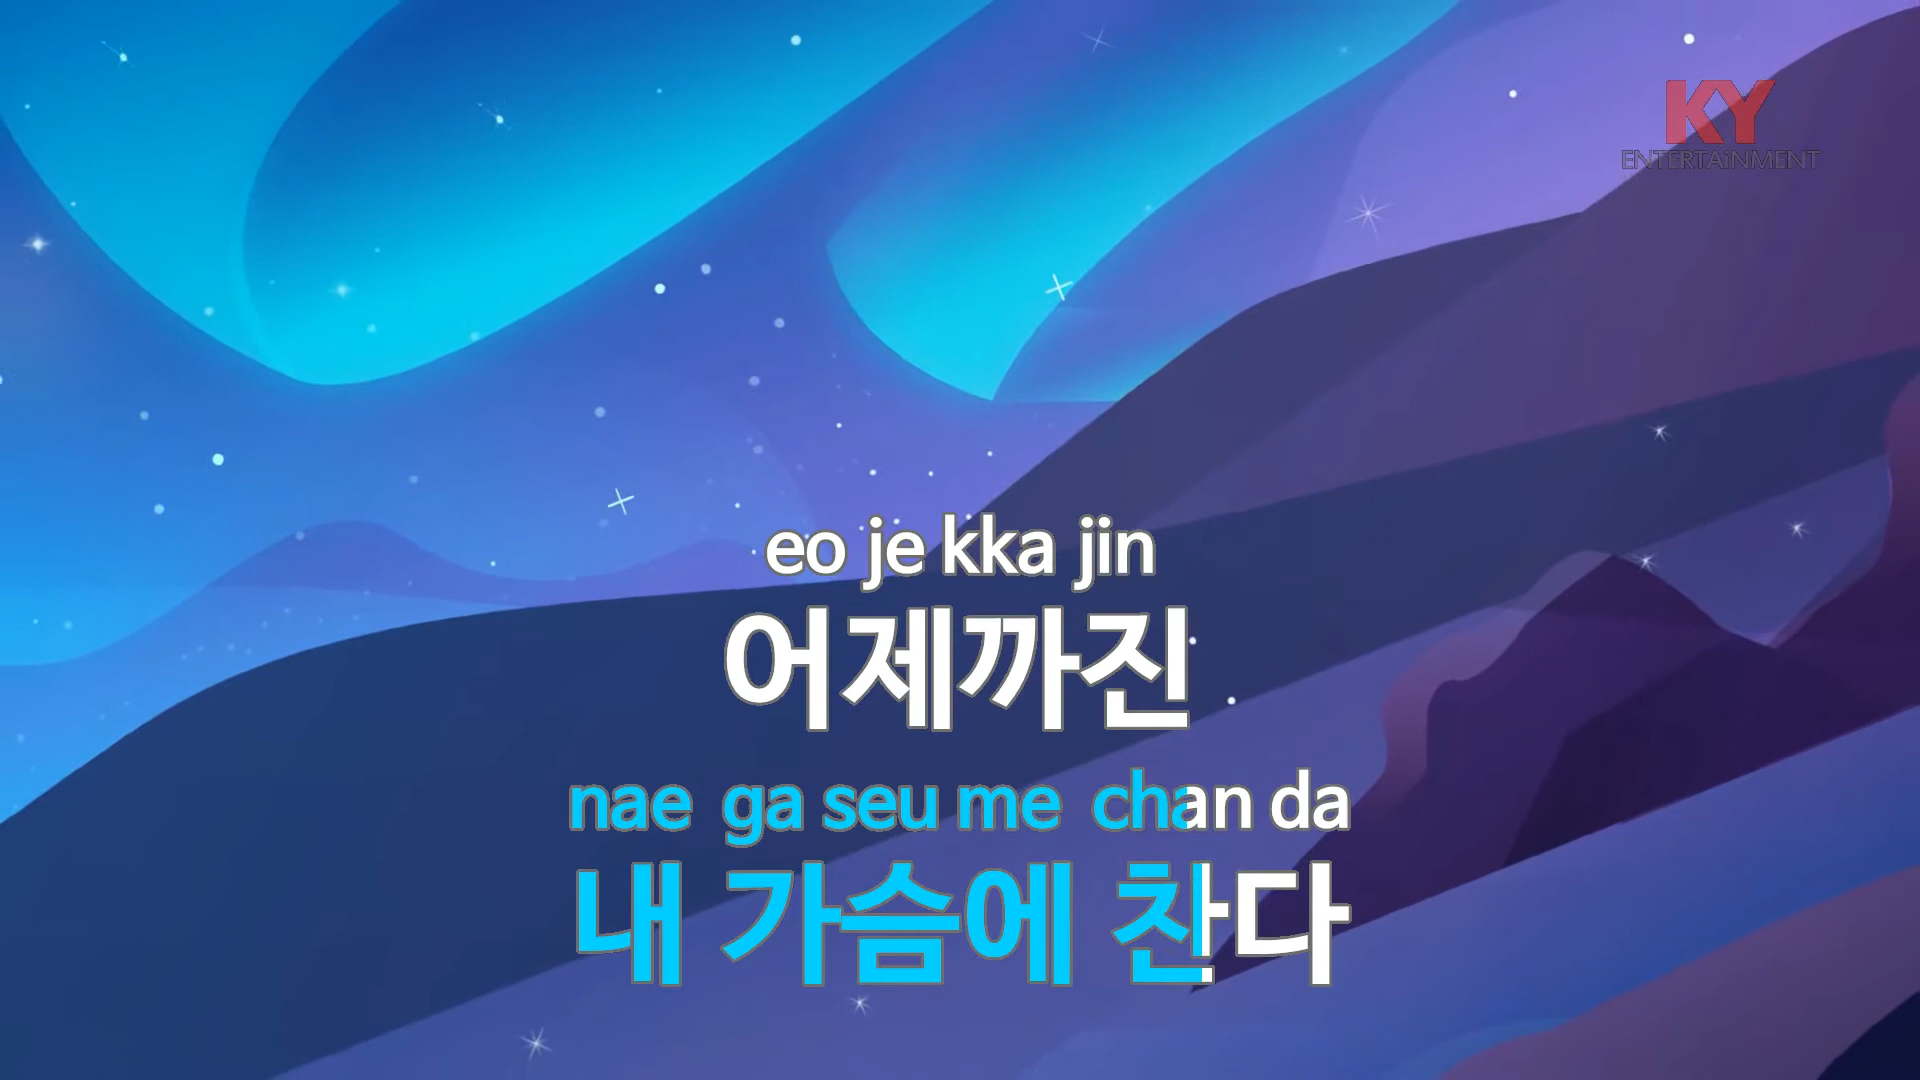 KY
ENTERTAiNMENT
eo je kka jin
어제까진
nae ga seu me chan da
내 가슴에 찬다